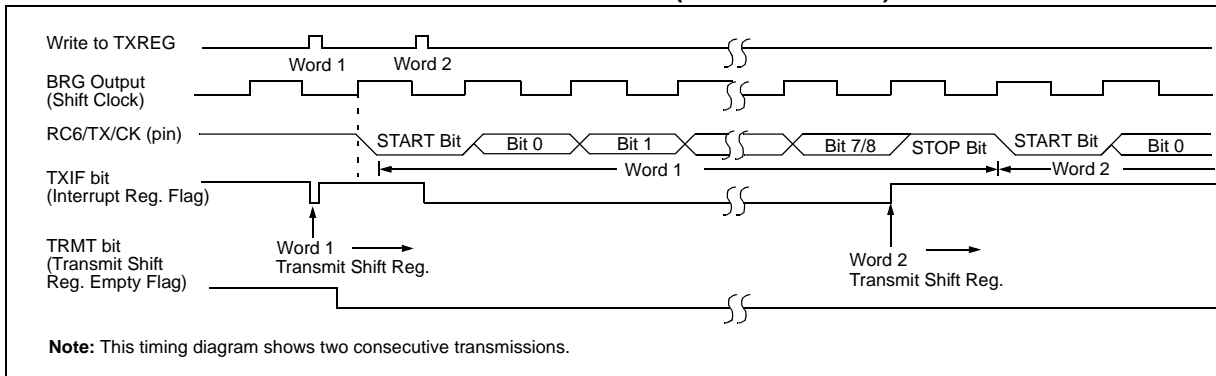 Write to TXREG
Word 1
Word 2
BRG Output
(Shift Clock)
RC6/TX/CK (pin)
START Bit
Bit 0
Bit 1
Bit 7/8
STOP Bit
START Bit
Bit 0
Word 1
Word 2
TXIF bit
(Interrupt Reg. Flag)
Word 1
Transmit Shift Reg.
Word 2
Transmit Shift Reg.
TRMT bit
(Transmit Shift
Reg. Empty Flag)
Note: This timing diagram shows two consecutive transmissions.